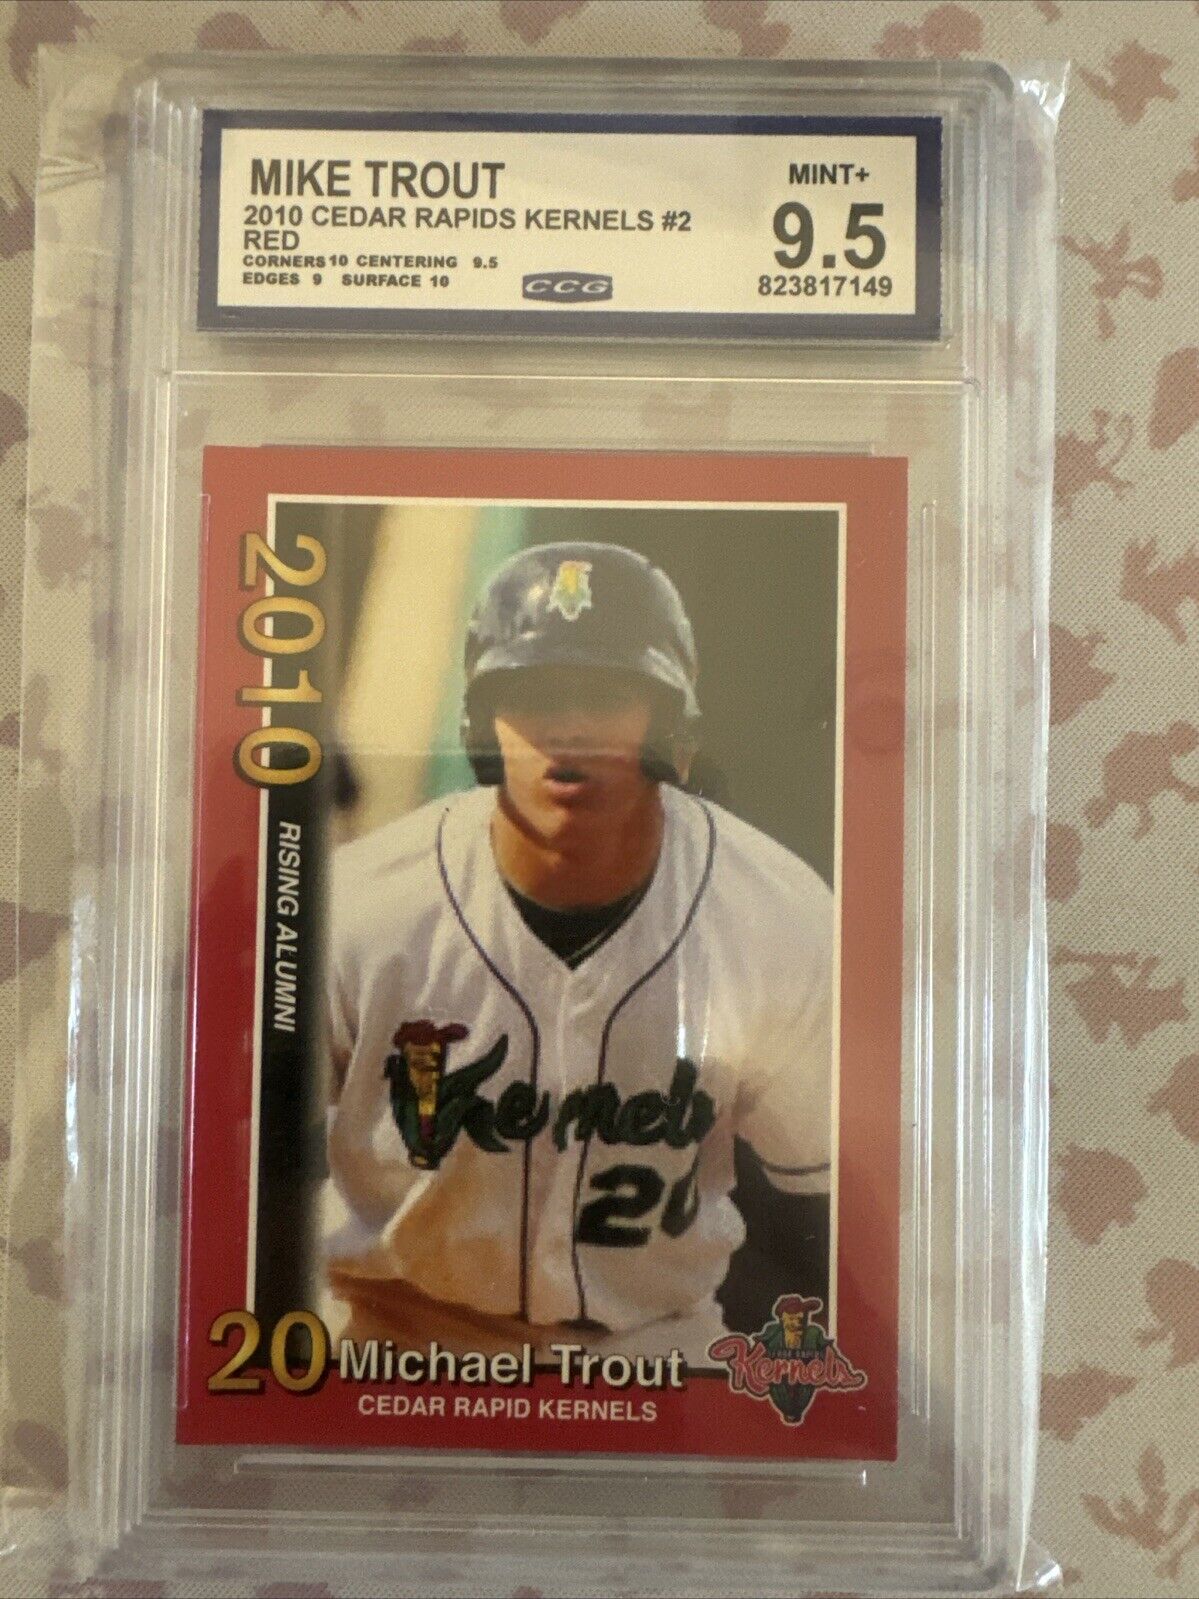 MIKE TROUT
2010 CEDAR RAPIDS KERNELS #2
RED
CORNERS 10 CENTERING 9.5
EDGES 9 SURFACE 10
CCG
MINT+
9.5
823817149
2010
RISING ALUMNI
Kernels
20
20 Michael Trout
CEDAR RAPID KERNELS
Kernels